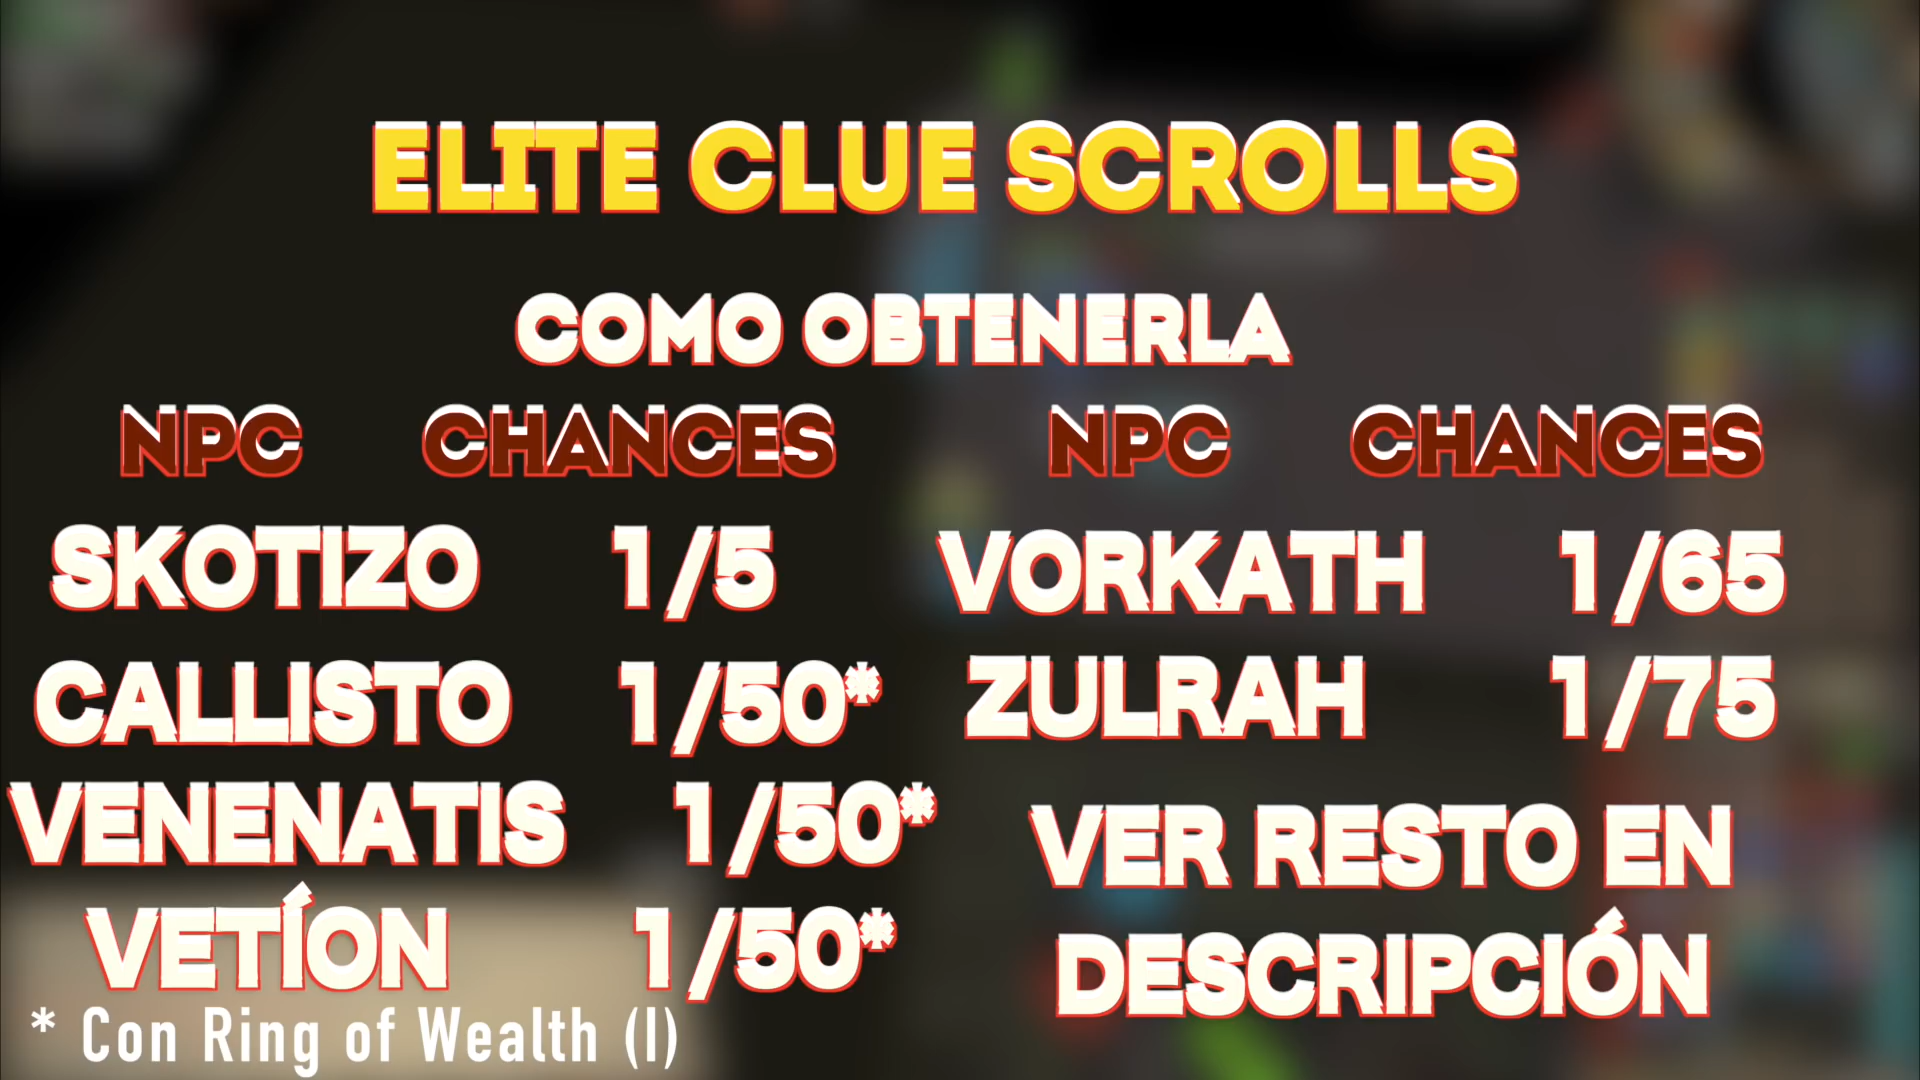 ELITE CLUE SCROLLS
COMO OBTENERLA
NPC CHANCES NPC CHANCES
SKOTIZO 1/5 VORKATH 1/65
CALLISTO 1/50* ZULRAH 1/75
VENENATIS 1/50* VER RESTO EN
VETÍON 1/50* DESCRIPCIÓN
* Con Ring of Wealth (I)